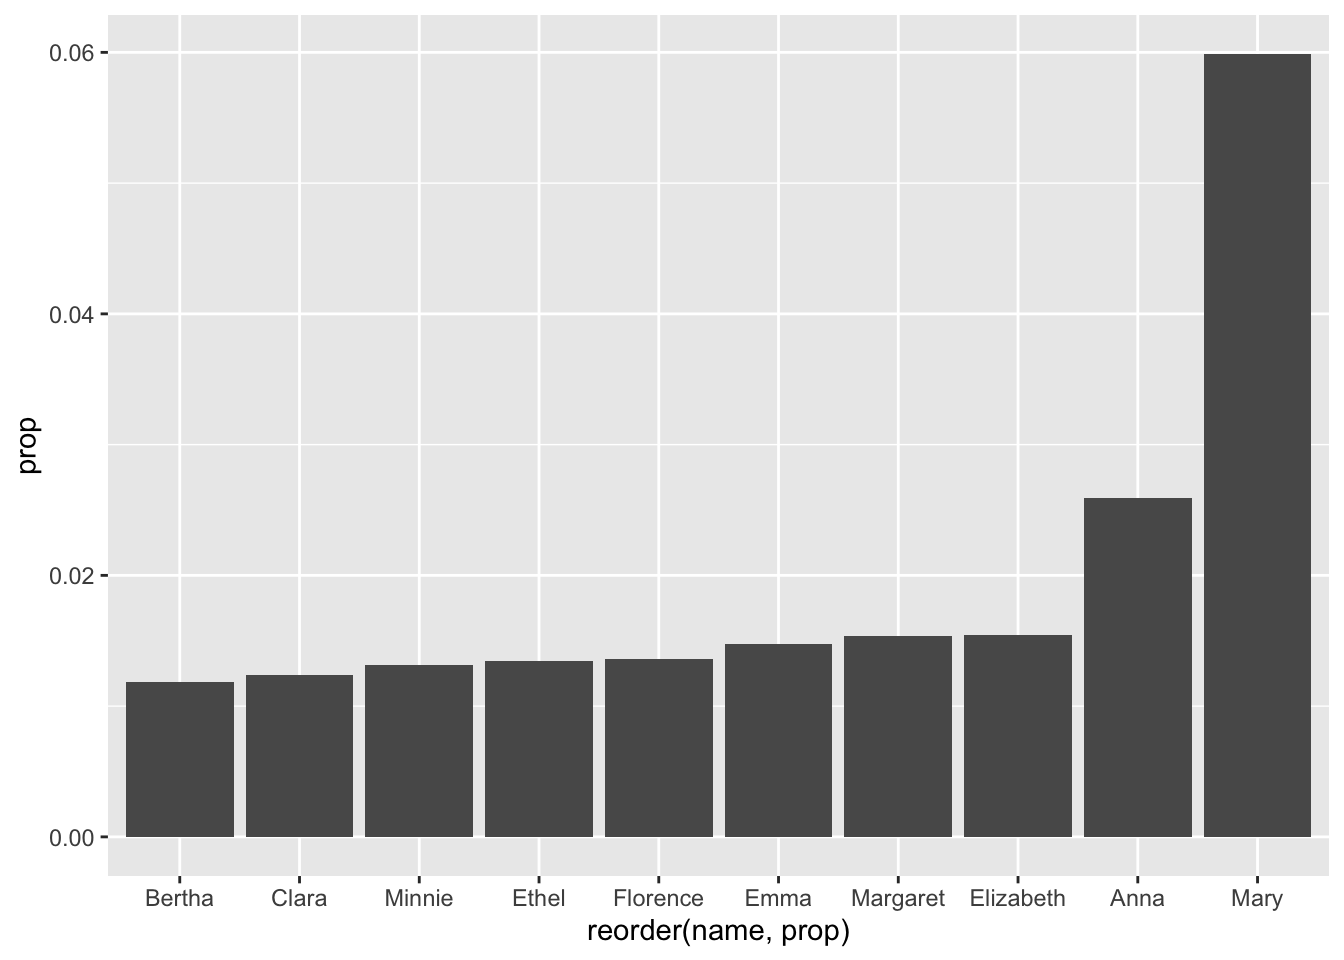 0.06
0.04
prop
0.02
0.00
Bertha Clara Minnie Ethel Florence Emma Margaret Elizabeth Anna Mary
reorder(name, prop)